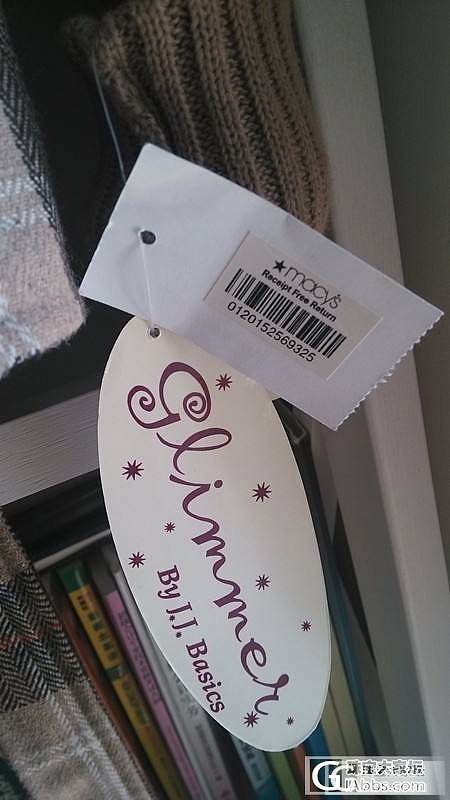 ★macy's
Receipt Free Return
0120152569325
Glimmer
By J.J. Basics